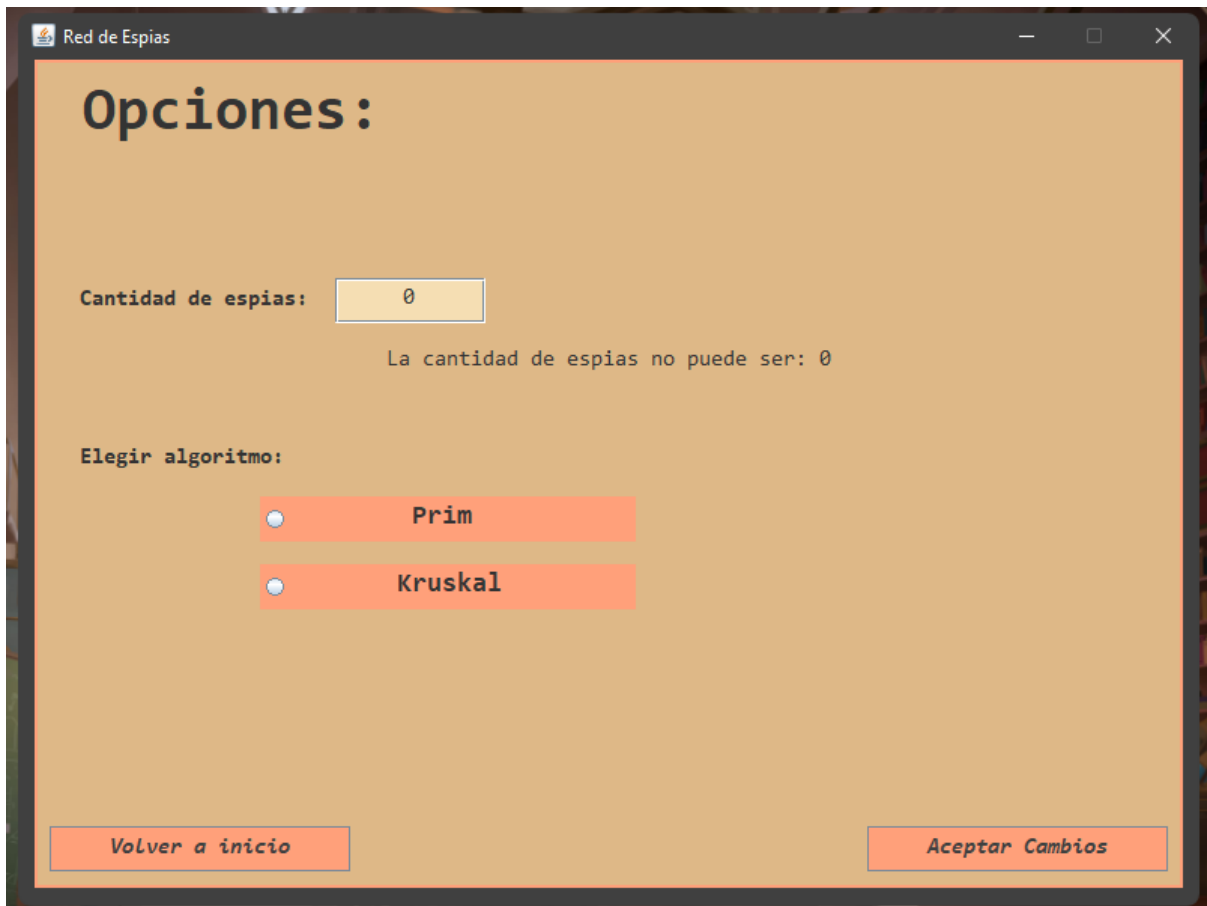 Red de Espias
Opciones:
Cantidad de espias: 0
La cantidad de espias no puede ser: 0
Elegir algoritmo:
Prim
Kruskal
Volver a inicio
Aceptar Cambios